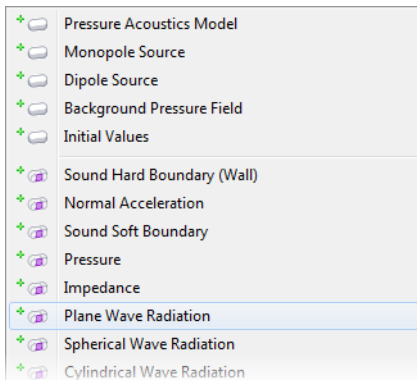 Pressure Acoustics Model
Monopole Source
Dipole Source
Background Pressure Field
Initial Values
Sound Hard Boundary (Wall)
Normal Acceleration
Sound Soft Boundary
Pressure
Impedance
Plane Wave Radiation
Spherical Wave Radiation
Cylindrical Wave Radiation